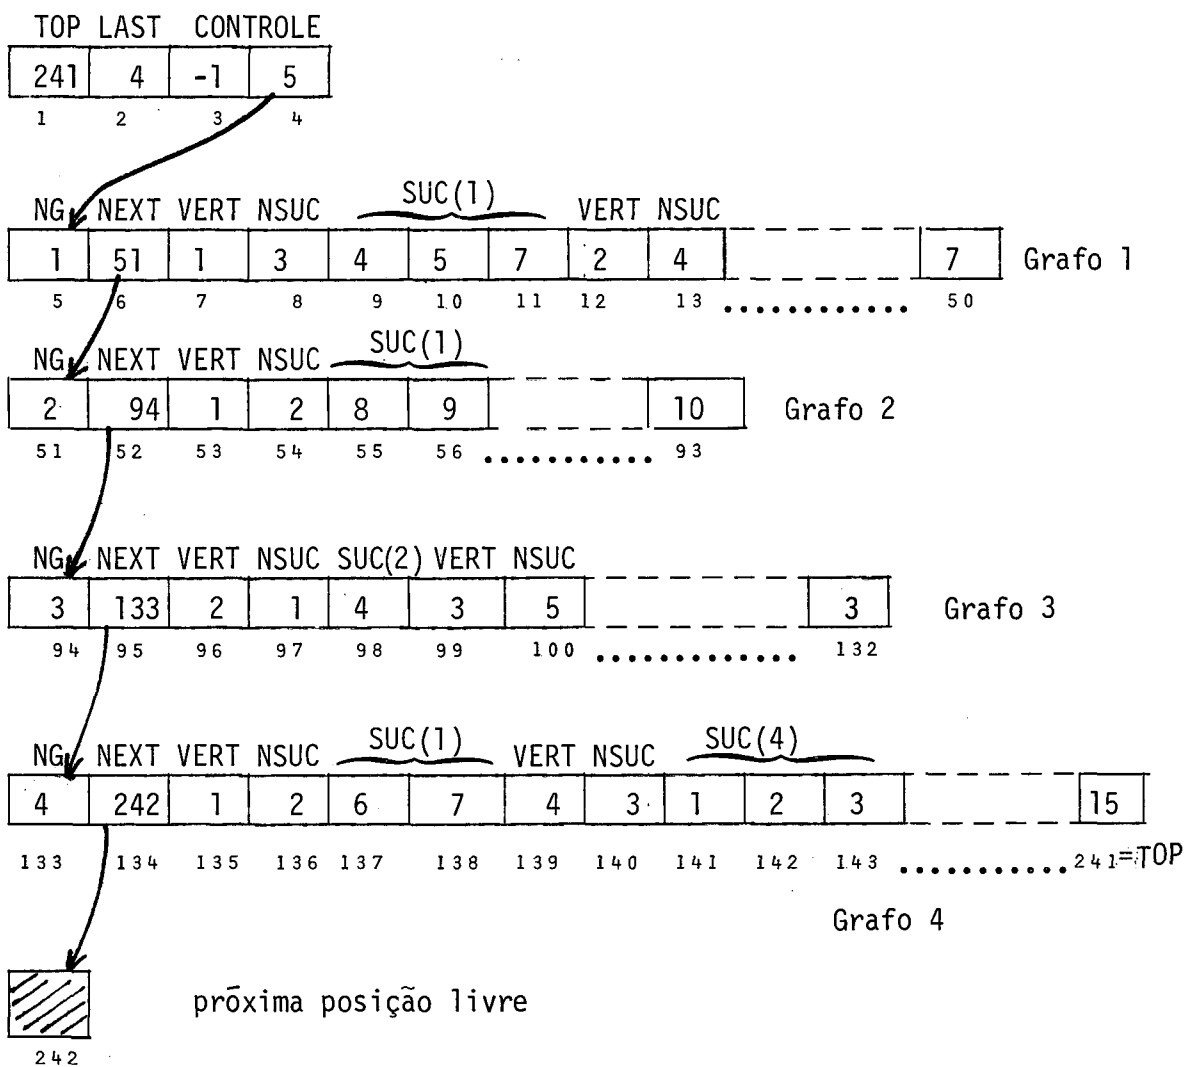 TOP LAST CONTROLE
241 4 -1 5
1 2 3 4
SUC(1)
NG NEXT VERT NSUC VERT NSUC
1 51 1 3 4 5 7 2 4 7 Grafo 1
5 6 7 8 9 10 11 12 13 ............ 50
SUC(1)
NG NEXT VERT NSUC
2 94 1 2 8 9 10 Grafo 2
51 52 53 54 55 56 ........... 93
NG NEXT VERT NSUC SUC(2) VERT NSUC
3 133 2 1 4 3 5 3 Grafo 3
94 95 96 97 98 99 100 ............. 132
SUC(1) SUC(4)
NG NEXT VERT NSUC VERT NSUC
4 242 1 2 6 7 4 3 1 2 3 15
133 134 135 136 137 138 139 140 141 142 143 ........... 241=TOP
Grafo 4
próxima posição livre
242